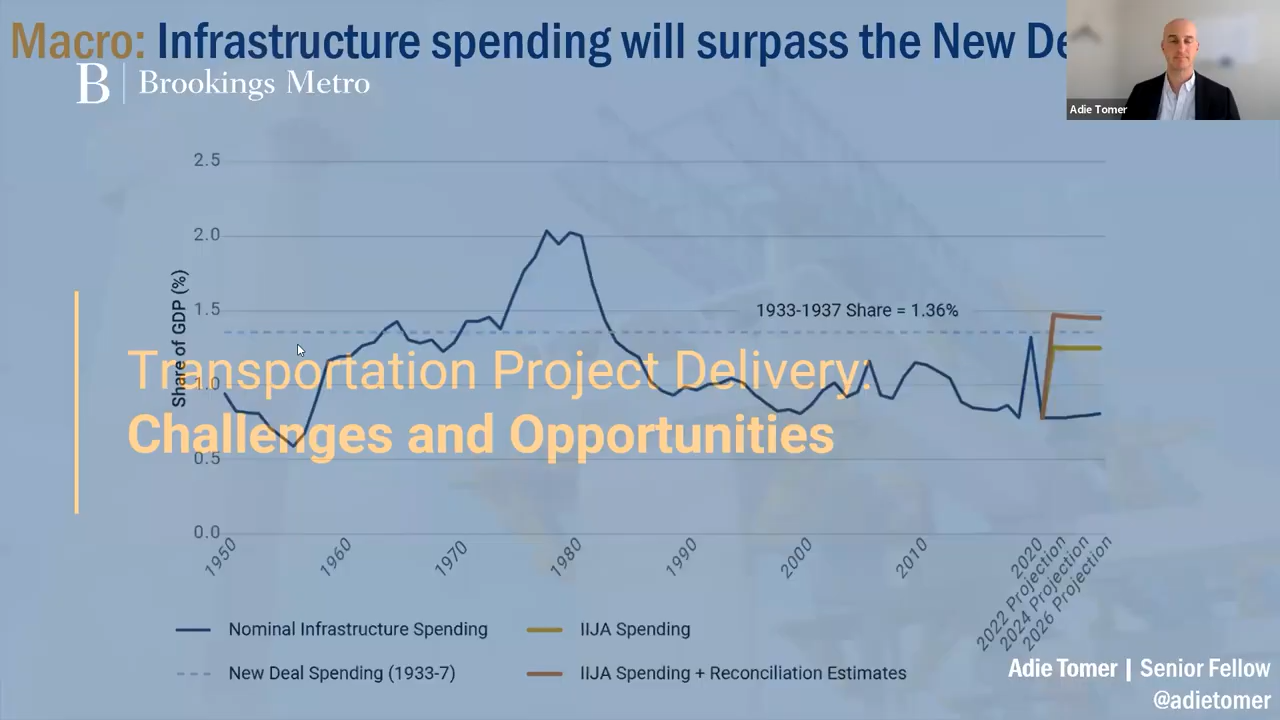 Macro: Infrastructure spending will surpass the New De
B | Brookings Metro
Adie Tomer
2.5
2.0
1.5
1.0
0.5
0.0
Share of GDP (%)
1933-1937 Share = 1.36%
Transportation Project Delivery:
Challenges and Opportunities
1950
1960
1970
1980
1990
2000
2010
2020
2022 Projection
2024 Projection
2026 Projection
Nominal Infrastructure Spending
IIJA Spending
New Deal Spending (1933-7)
IIJA Spending + Reconciliation Estimates
Adie Tomer | Senior Fellow
@adietomer